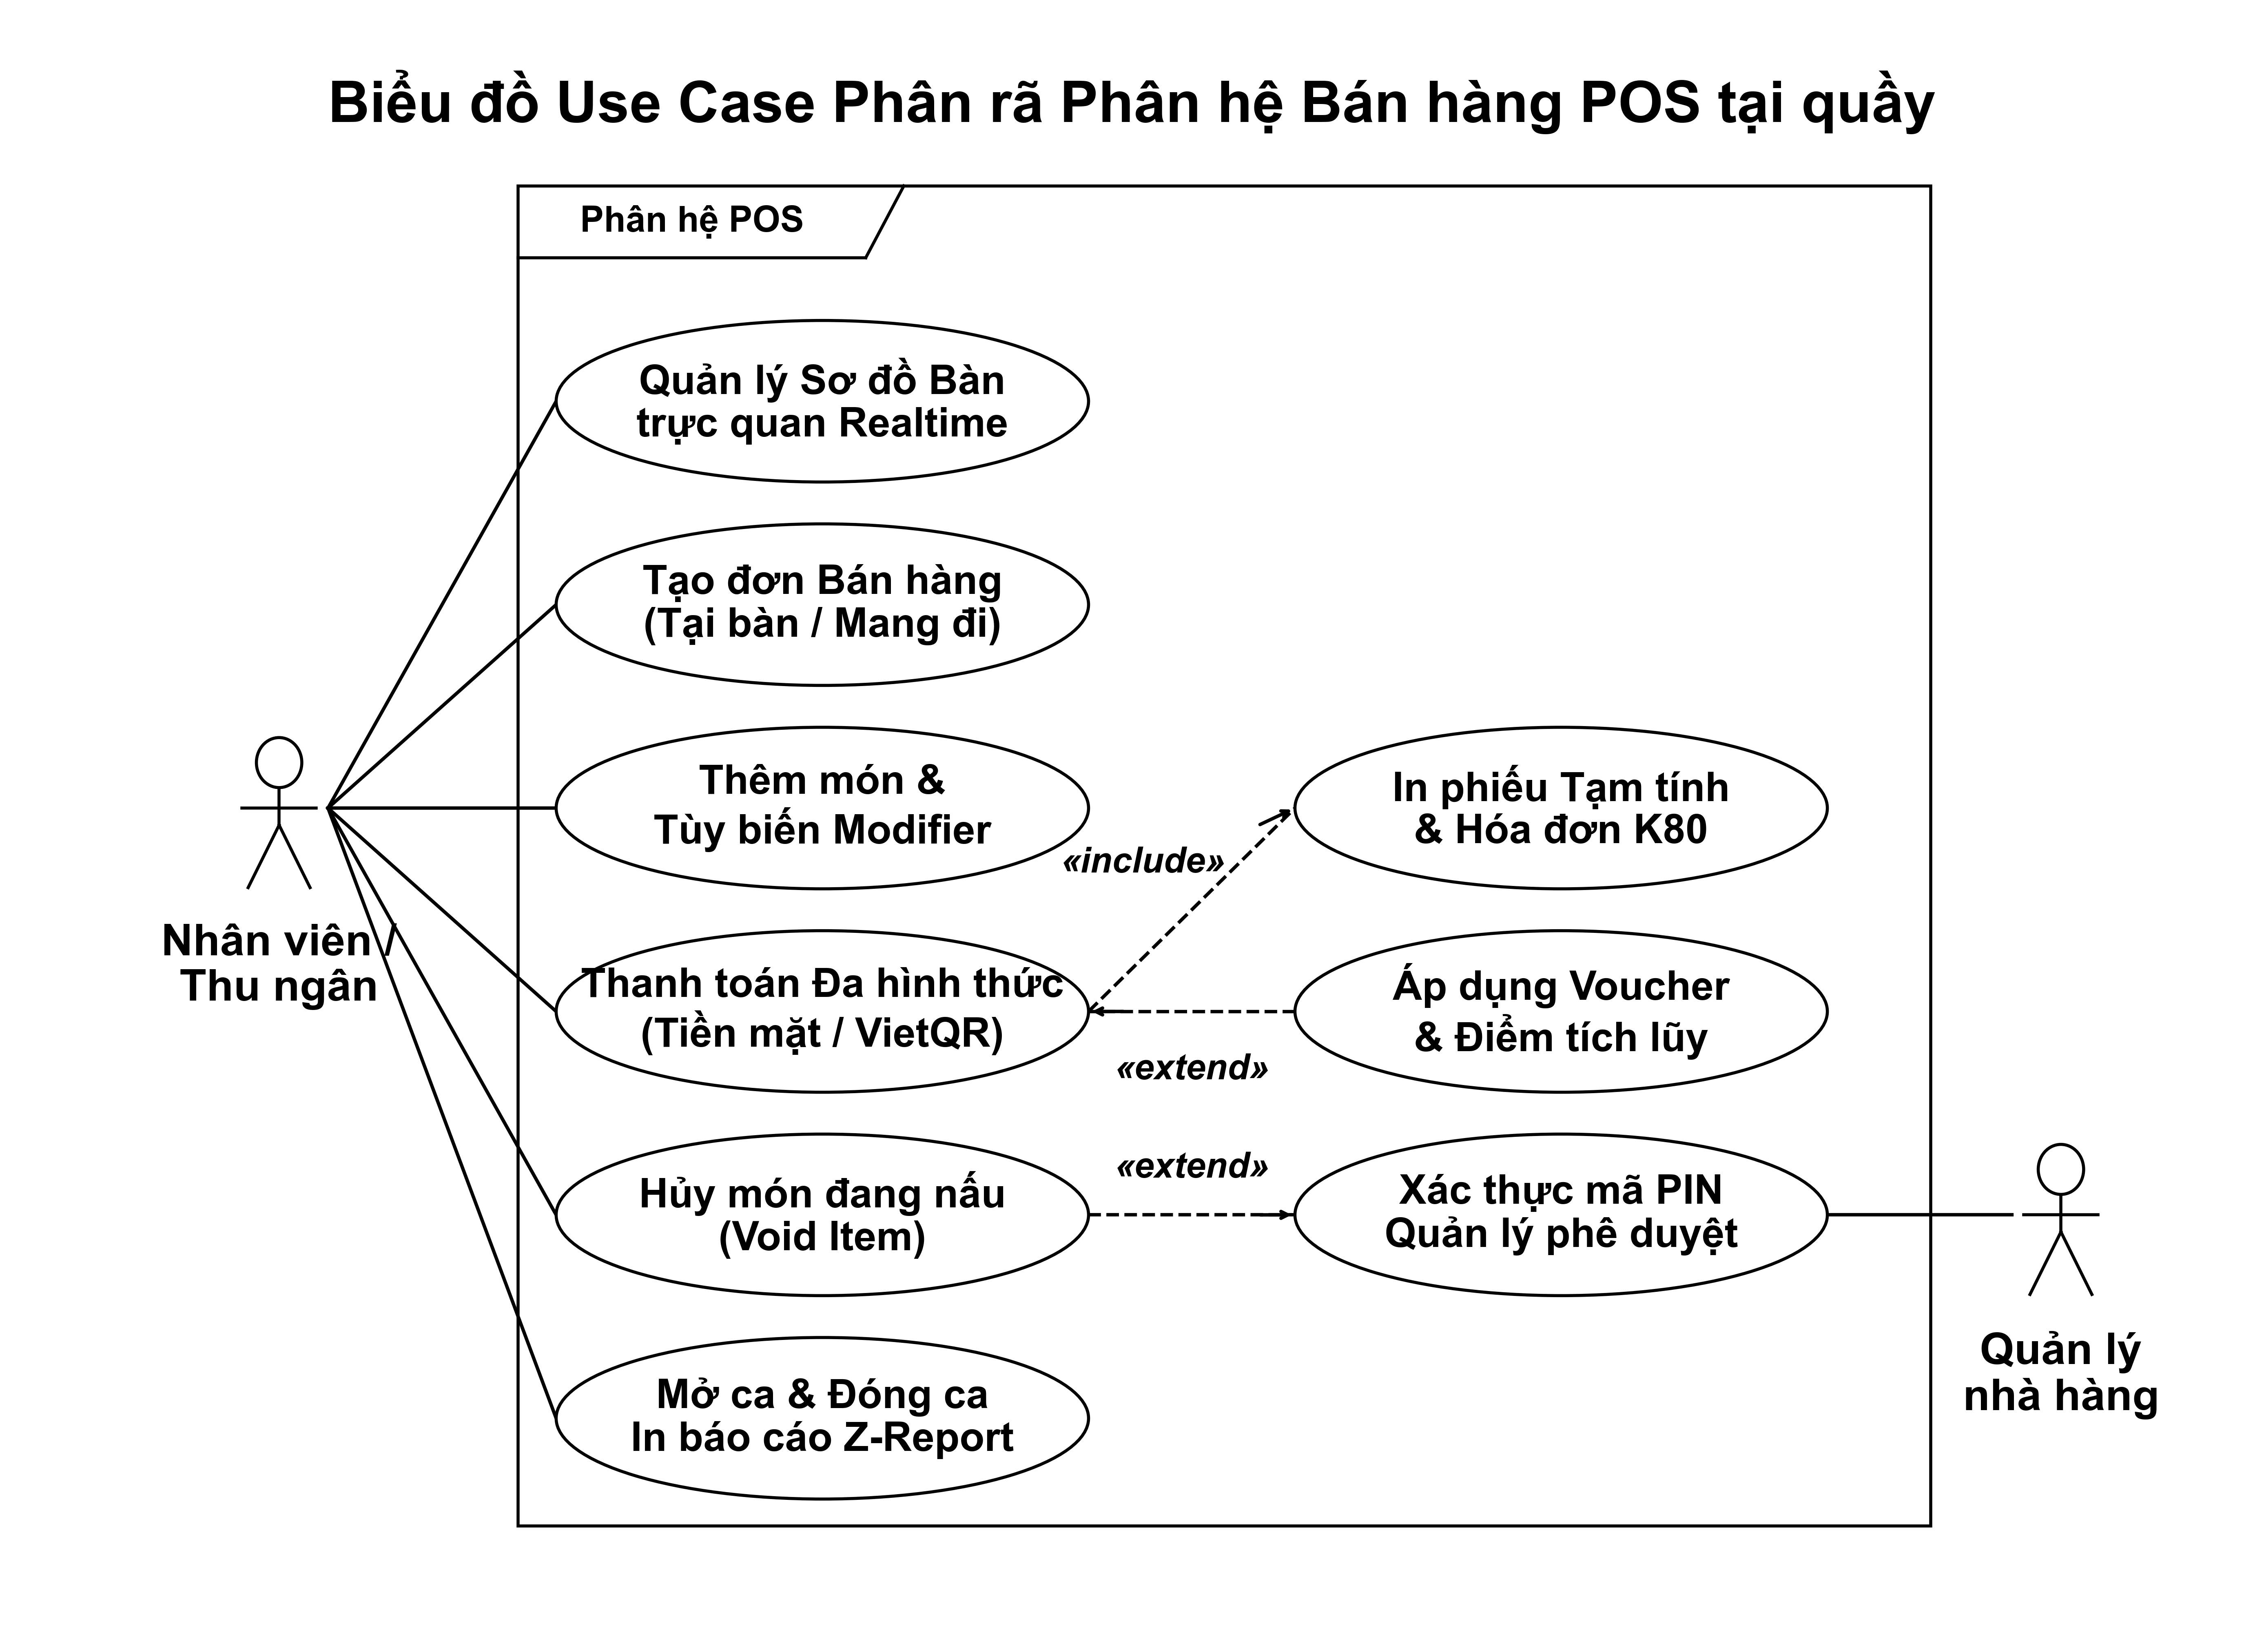 Biểu đồ Use Case Phân rã Phân hệ Bán hàng POS tại quầy
Phân hệ POS
Quản lý Sơ đồ Bàn
trực quan Realtime
Tạo đơn Bán hàng
(Tại bàn / Mang đi)
Thêm món &
Tùy biến Modifier
In phiếu Tạm tính
& Hóa đơn K80
«include»
Nhân viên /
Thu ngân
Thanh toán Đa hình thức
(Tiền mặt / VietQR)
Áp dụng Voucher
& Điểm tích lũy
«extend»
«extend»
Hủy món đang nấu
(Void Item)
Xác thực mã PIN
Quản lý phê duyệt
Quản lý
nhà hàng
Mở ca & Đóng ca
In báo cáo Z-Report